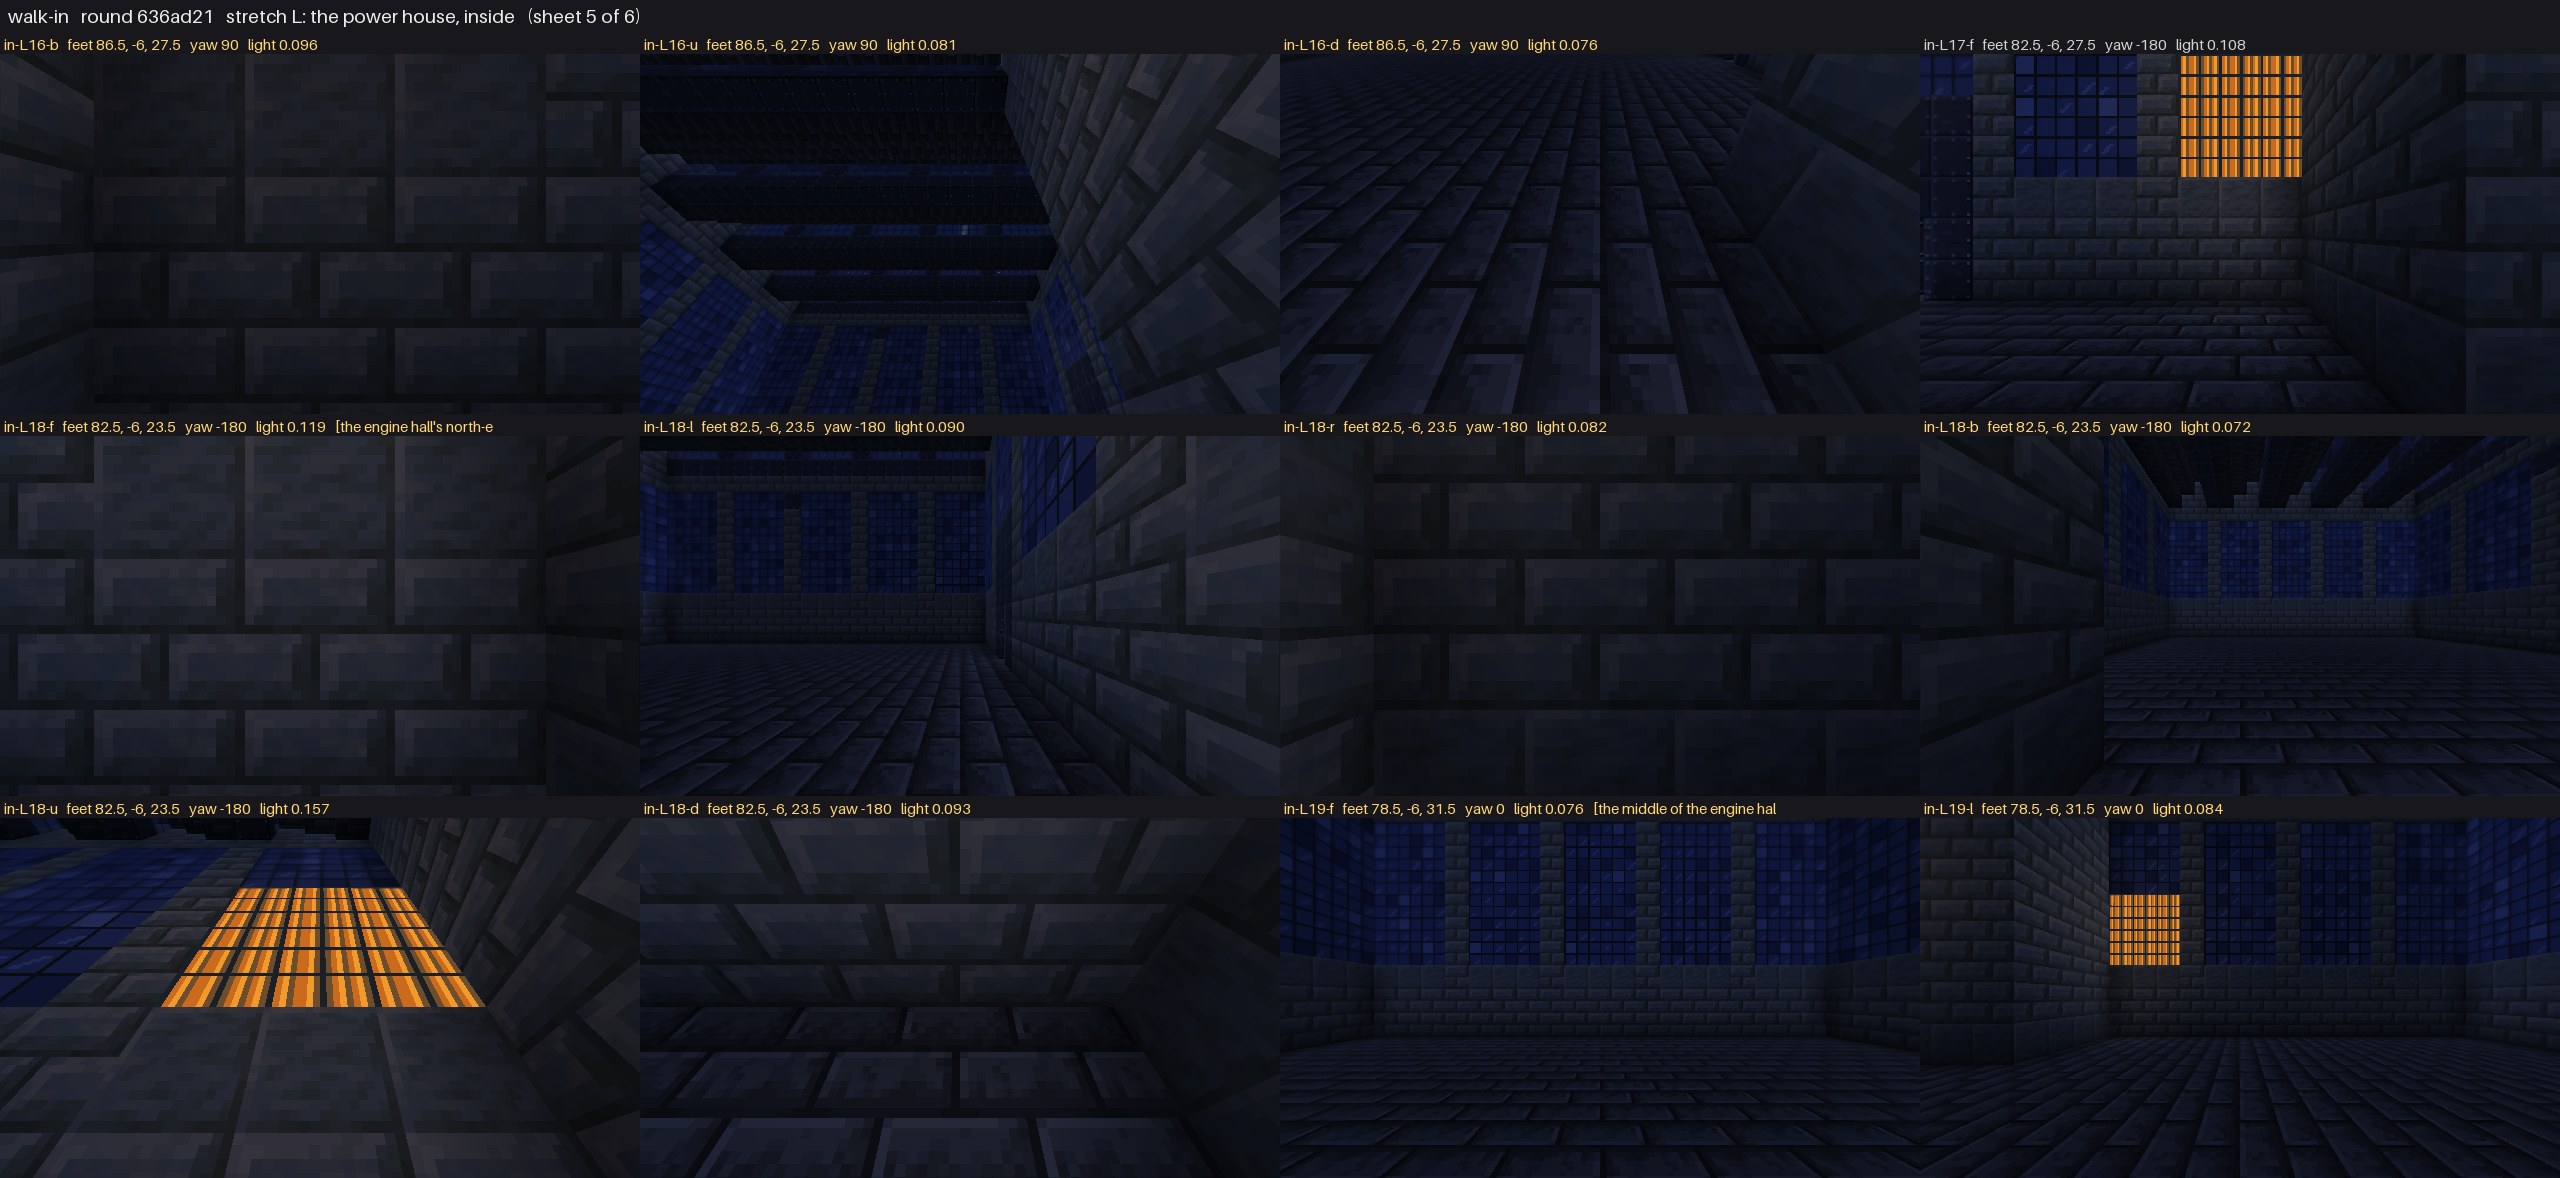 walk-in round 636ad21 stretch L: the power house, inside (sheet 5 of 6)
in-L16-b feet 86.5, -6, 27.5 yaw 90 light 0.096
in-L16-u feet 86.5, -6, 27.5 yaw 90 light 0.081
in-L16-d feet 86.5, -6, 27.5 yaw 90 light 0.076
in-L17-f feet 82.5, -6, 27.5 yaw -180 light 0.108
in-L18-f feet 82.5, -6, 23.5 yaw -180 light 0.119 [the engine hall's north-e
in-L18-l feet 82.5, -6, 23.5 yaw -180 light 0.090
in-L18-r feet 82.5, -6, 23.5 yaw -180 light 0.082
in-L18-b feet 82.5, -6, 23.5 yaw -180 light 0.072
in-L18-u feet 82.5, -6, 23.5 yaw -180 light 0.157
in-L18-d feet 82.5, -6, 23.5 yaw -180 light 0.093
in-L19-f feet 78.5, -6, 31.5 yaw 0 light 0.076 [the middle of the engine hal
in-L19-l feet 78.5, -6, 31.5 yaw 0 light 0.084